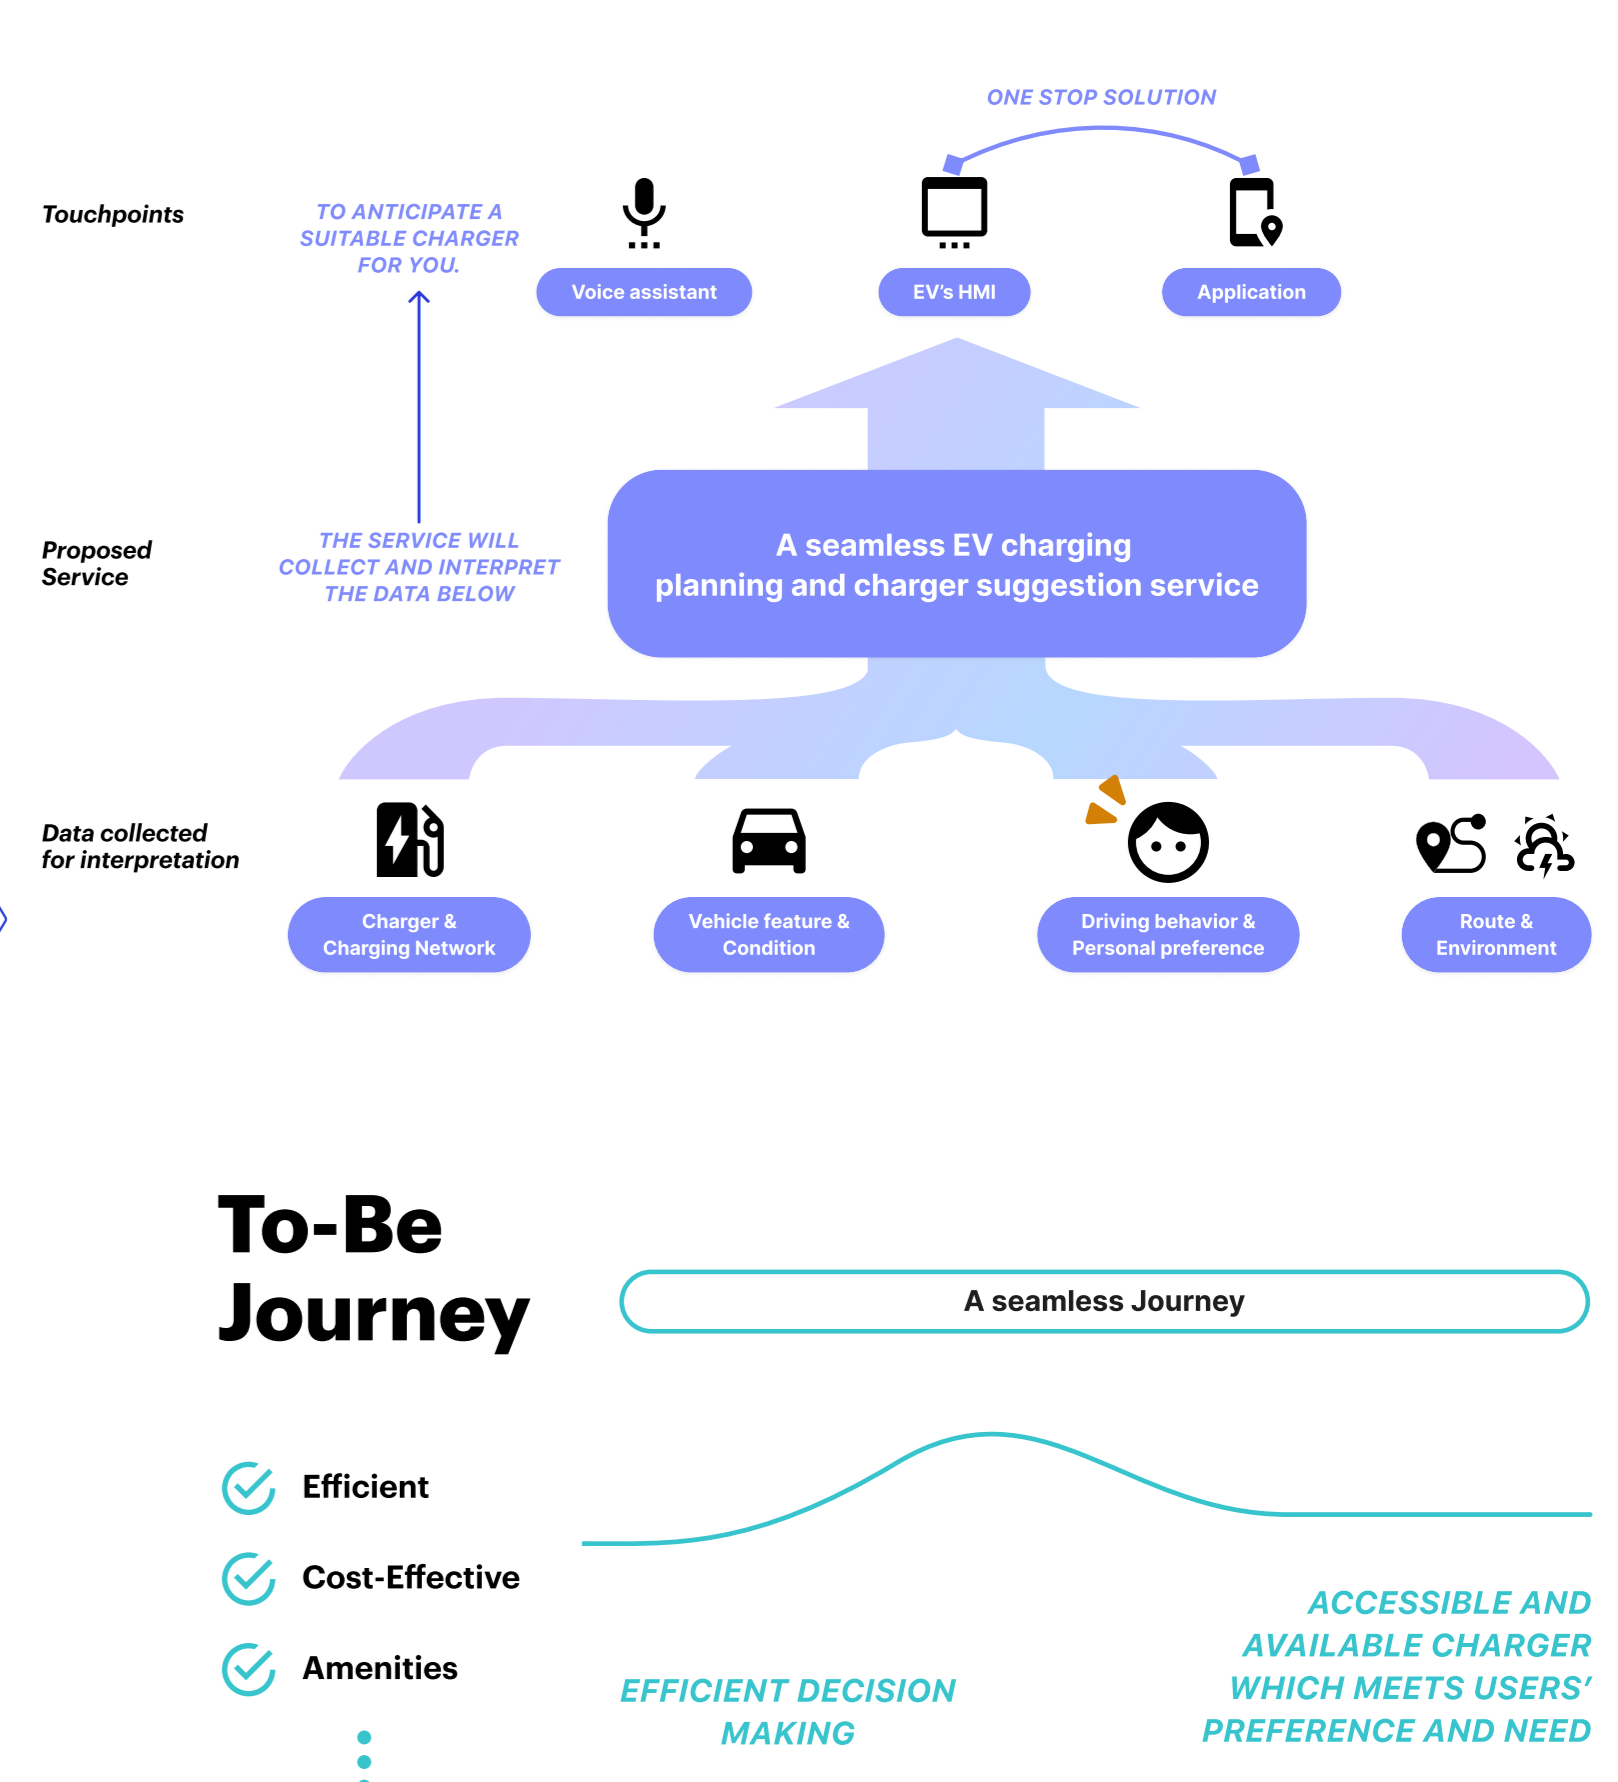 ONE STOP SOLUTION
Touchpoints
TO ANTICIPATE A
SUITABLE CHARGER
FOR YOU.
Voice assistant
EV’s HMI
Application
Proposed
Service
THE SERVICE WILL
COLLECT AND INTERPRET
THE DATA BELOW
A seamless EV charging
planning and charger suggestion service
Data collected
for interpretation
Charger &
Charging Network
Vehicle feature &
Condition
Driving behavior &
Personal preference
Route &
Environment
To-Be
Journey
A seamless Journey
Efficient
Cost-Effective
Amenities
EFFICIENT DECISION
MAKING
ACCESSIBLE AND
AVAILABLE CHARGER
WHICH MEETS USERS’
PREFERENCE AND NEED